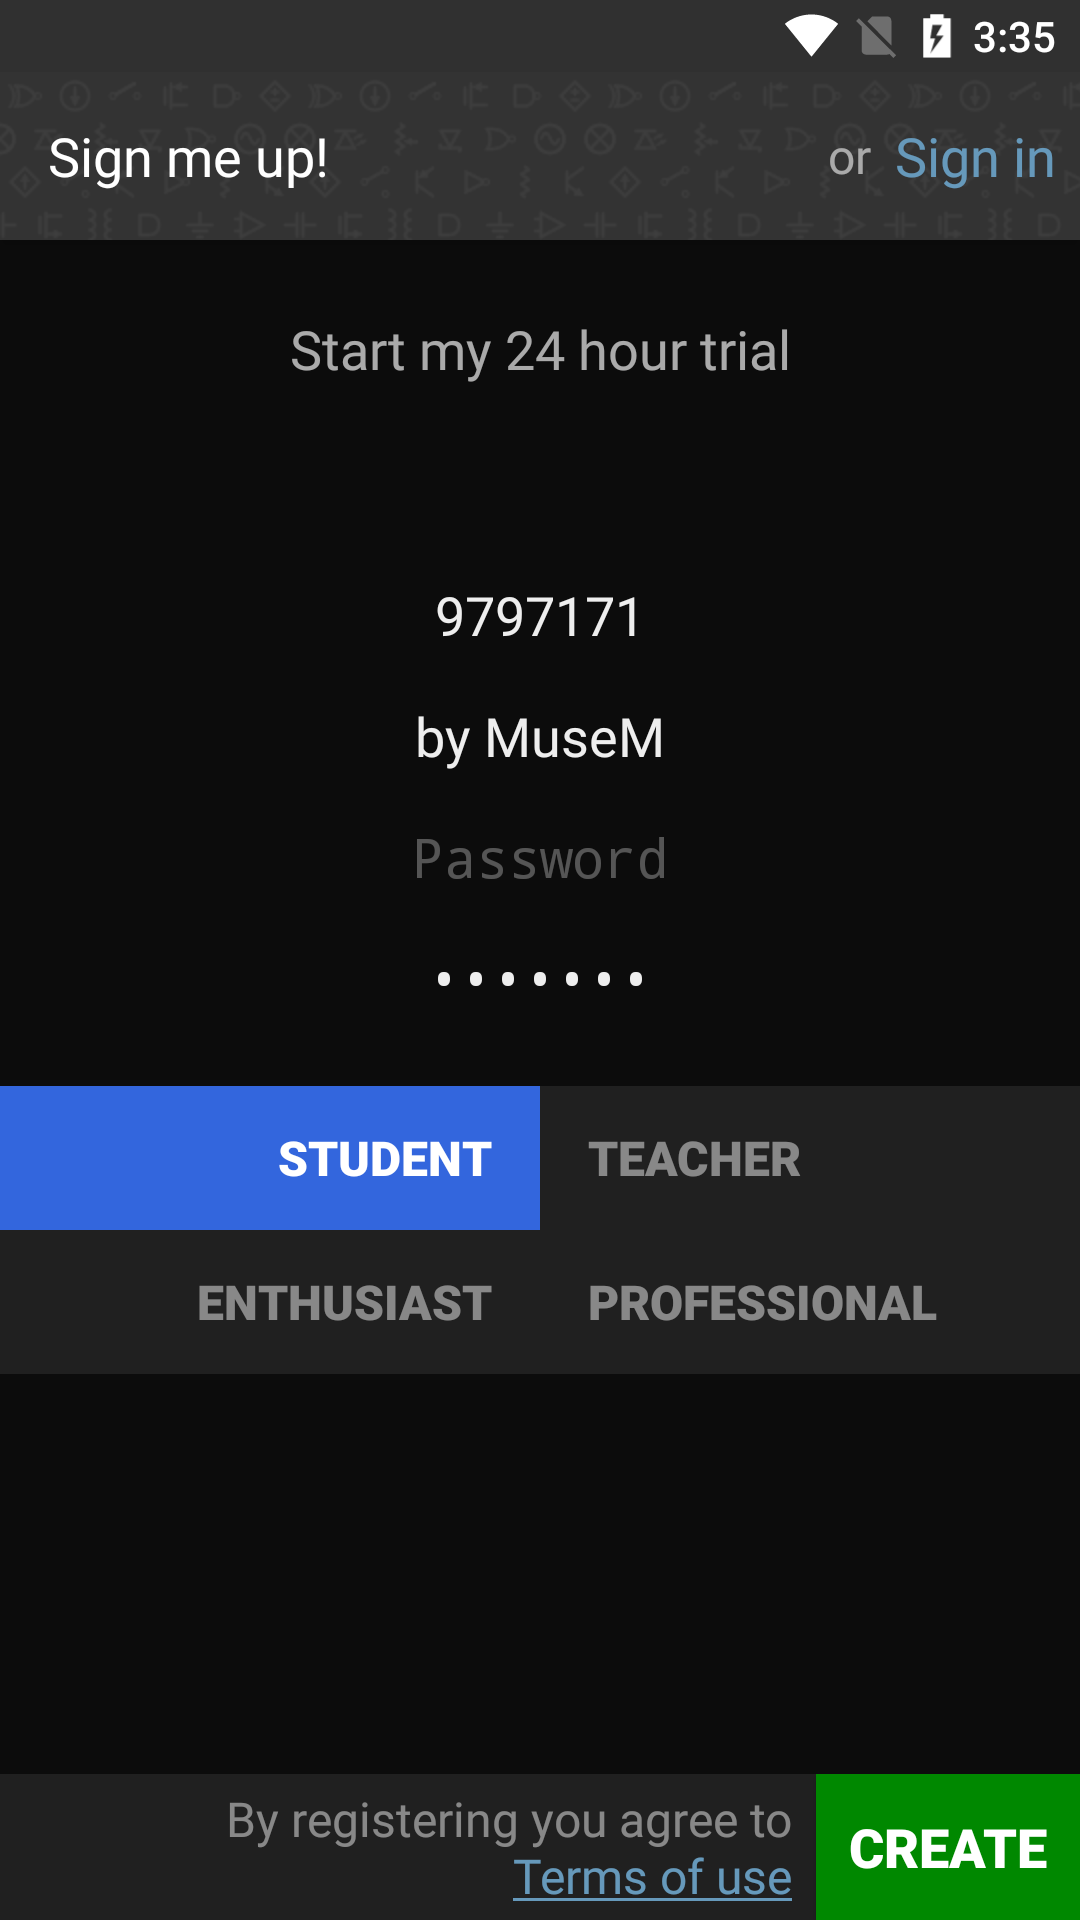 3:35
Sign me up!
or Sign in
Start my 24 hour trial
9797171
by MuseM
Password
•••••••
STUDENT
TEACHER
ENTHUSIAST
PROFESSIONAL
By registering you agree to
Terms of use
CREATE